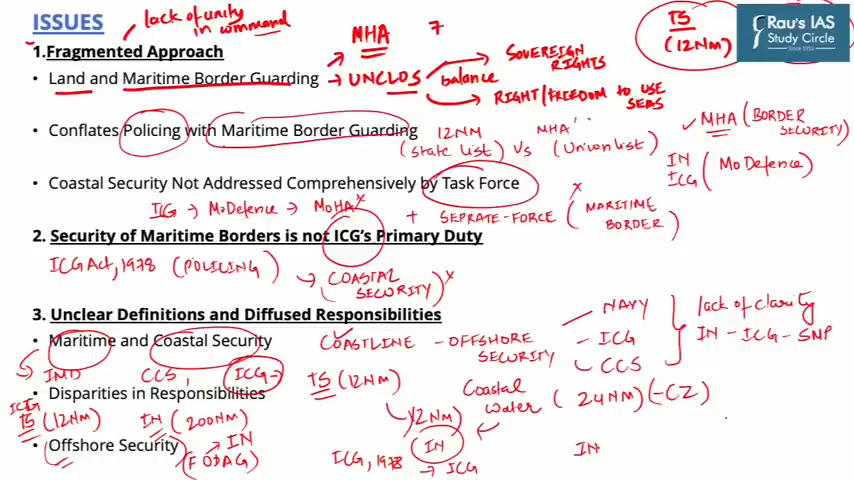 ISSUES
lack of unity
in command
MHA
7
TS
(12NM)
Rau's IAS
Study Circle
Since 1953
1.Fragmented Approach
• Land and Maritime Border Guarding
→ UNCLOS
balance
SOVEREIGN
RIGHTS
RIGHT/FREEDOM TO USE
SEAS
• Conflates Policing with Maritime Border Guarding
12NM
(State list)
Vs
MHA
(Union list)
✓ MHA (BORDER
SECURITY)
IN
ICG
(MoDefence)
• Coastal Security Not Addressed Comprehensively by Task Force
ICG → MoDefence → MoHA x
+ SEPRATE-FORCE (MARITIME
BORDER)
x
2. Security of Maritime Borders is not ICG's Primary Duty
ICG Act, 1978 (POLICING)
→ COASTAL
SECURITY) x
3. Unclear Definitions and Diffused Responsibilities
• Maritime and Coastal Security
COASTLINE - OFFSHORE
SECURITY
NAVY
- ICG
CCS
lack of clarity
IN - ICG - SMP
CCS,
ICG -
TS (12NM)
• Disparities in Responsibilities
Coastal
water
(24NM) (-CZ)
ICG
TS (12NM)
IN (200NM)
12NM)
IN
• Offshore Security
→ IN
ICG, 1978
→ ICG
IN